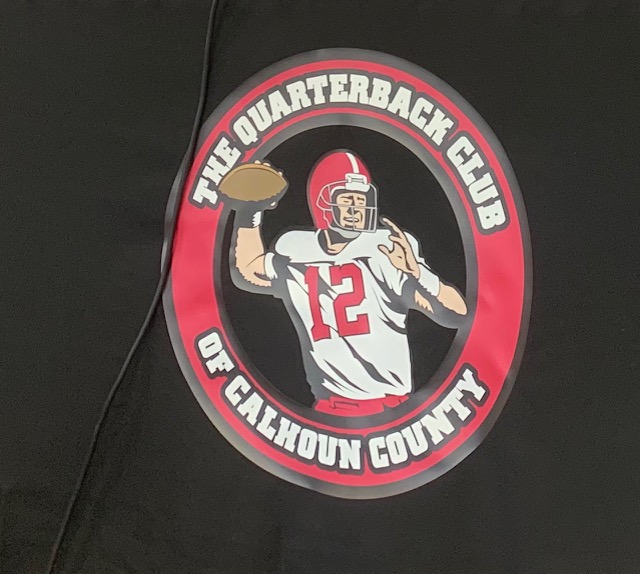 THE QUARTERBACK CLUB
12
OF CALHOUN COUNTY